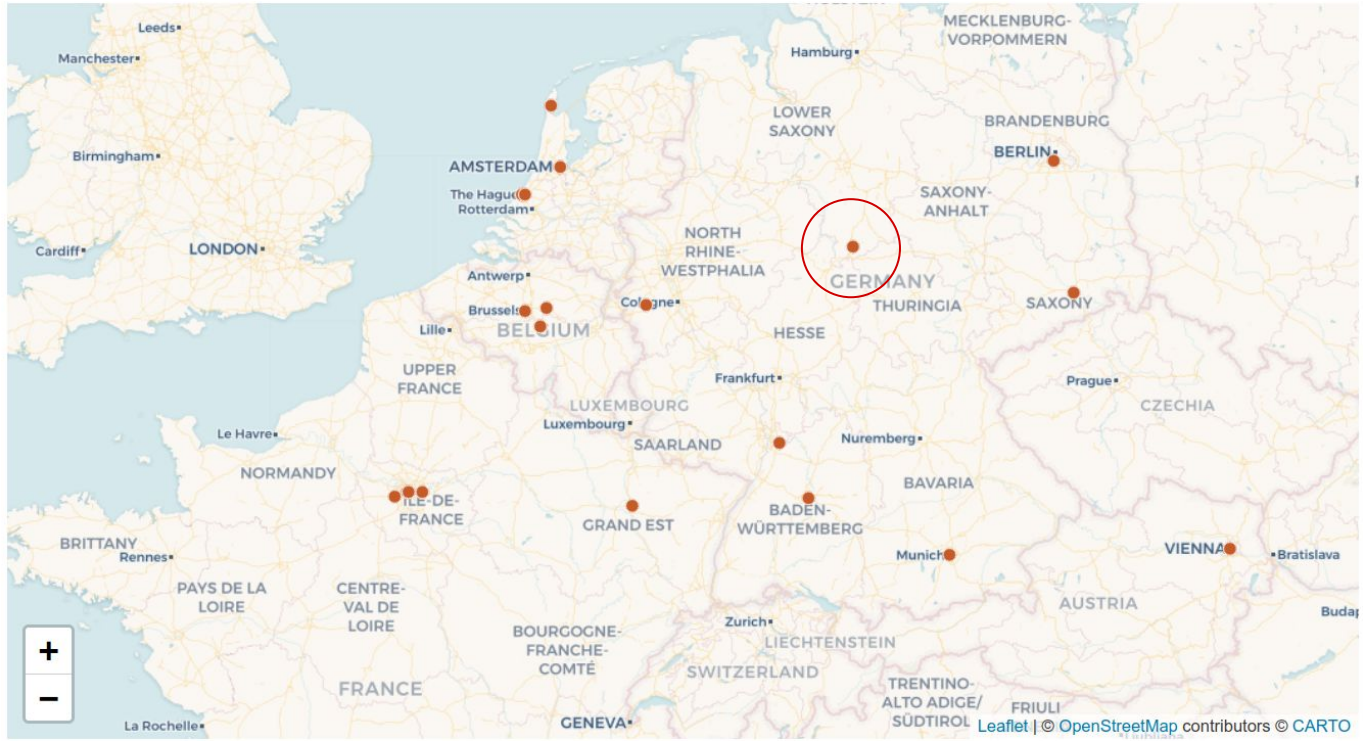 HOLSTEIN
MECKLENBURG-
VORPOMMERN
Leeds
Manchester
Hamburg
LOWER
SAXONY
BRANDENBURG
Birmingham
AMSTERDAM
BERLIN
The Hague
Rotterdam
SAXONY-
ANHALT
Cardiff
LONDON
NORTH
RHINE-
WESTPHALIA
Antwerp
GERMANY
Brussels
Cologne
THURINGIA
SAXONY
Lille
BELGIUM
HESSE
UPPER
FRANCE
Frankfurt
Prague
LUXEMBOURG
CZECHIA
Le Havre
Luxembourg
SAARLAND
Nuremberg
NORMANDY
BAVARIA
ÎLE-DE-
FRANCE
GRAND EST
BADEN-
WÜRTTEMBERG
BRITTANY
Rennes
Munich
VIENNA
Bratislava
PAYS DE LA
LOIRE
CENTRE-
VAL DE
LOIRE
AUSTRIA
Zurich
BOURGOGNE-
FRANCHE-
COMTÉ
LIECHTENSTEIN
+
SWITZERLAND
FRANCE
TRENTINO-
ALTO ADIGE/
SÜDTIROL
−
FRIULI
La Rochelle
GENEVA
Leaflet | © OpenStreetMap contributors © CARTO